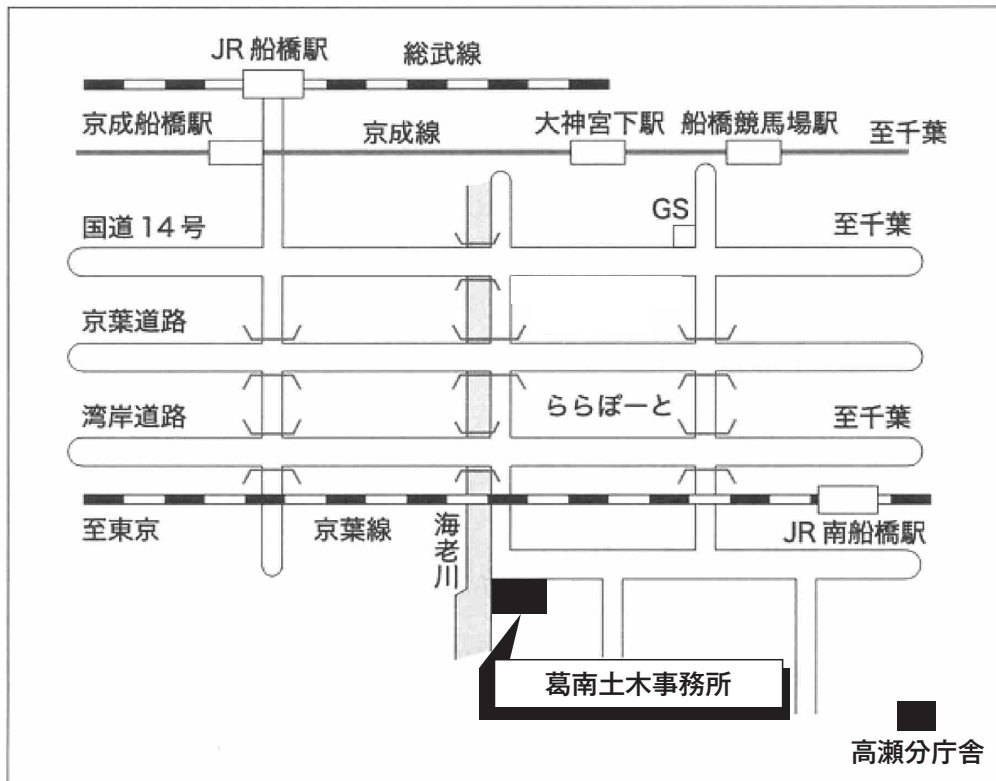 JR 船橋駅
総武線
京成船橋駅
京成線
大神宮下駅
船橋競馬場駅
至千葉
国道 14 号
GS
至千葉
京葉道路
ららぽーと
湾岸道路
至千葉
至東京
京葉線
海老川
JR 南船橋駅
葛南土木事務所
高瀬分庁舎